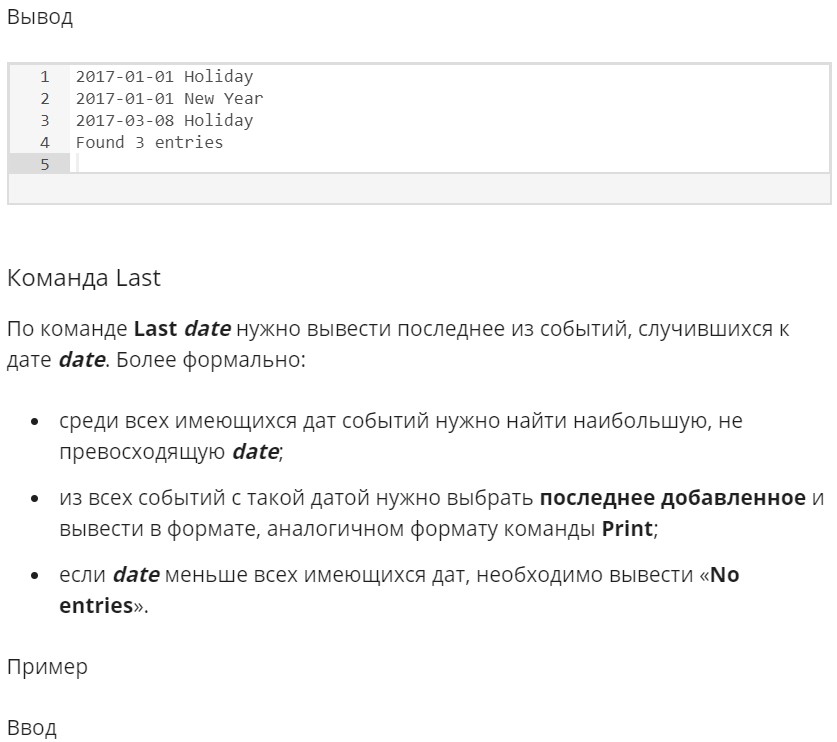 Вывод
1 2017-01-01 Holiday
2 2017-01-01 New Year
3 2017-03-08 Holiday
4 Found 3 entries
5
Команда Last
По команде Last date нужно вывести последнее из событий, случившихся к
дате date. Более формально:
• среди всех имеющихся дат событий нужно найти наибольшую, не
превосходящую date;
• из всех событий с такой датой нужно выбрать последнее добавленное и
вывести в формате, аналогичном формату команды Print;
• если date меньше всех имеющихся дат, необходимо вывести «No
entries».
Пример
Ввод